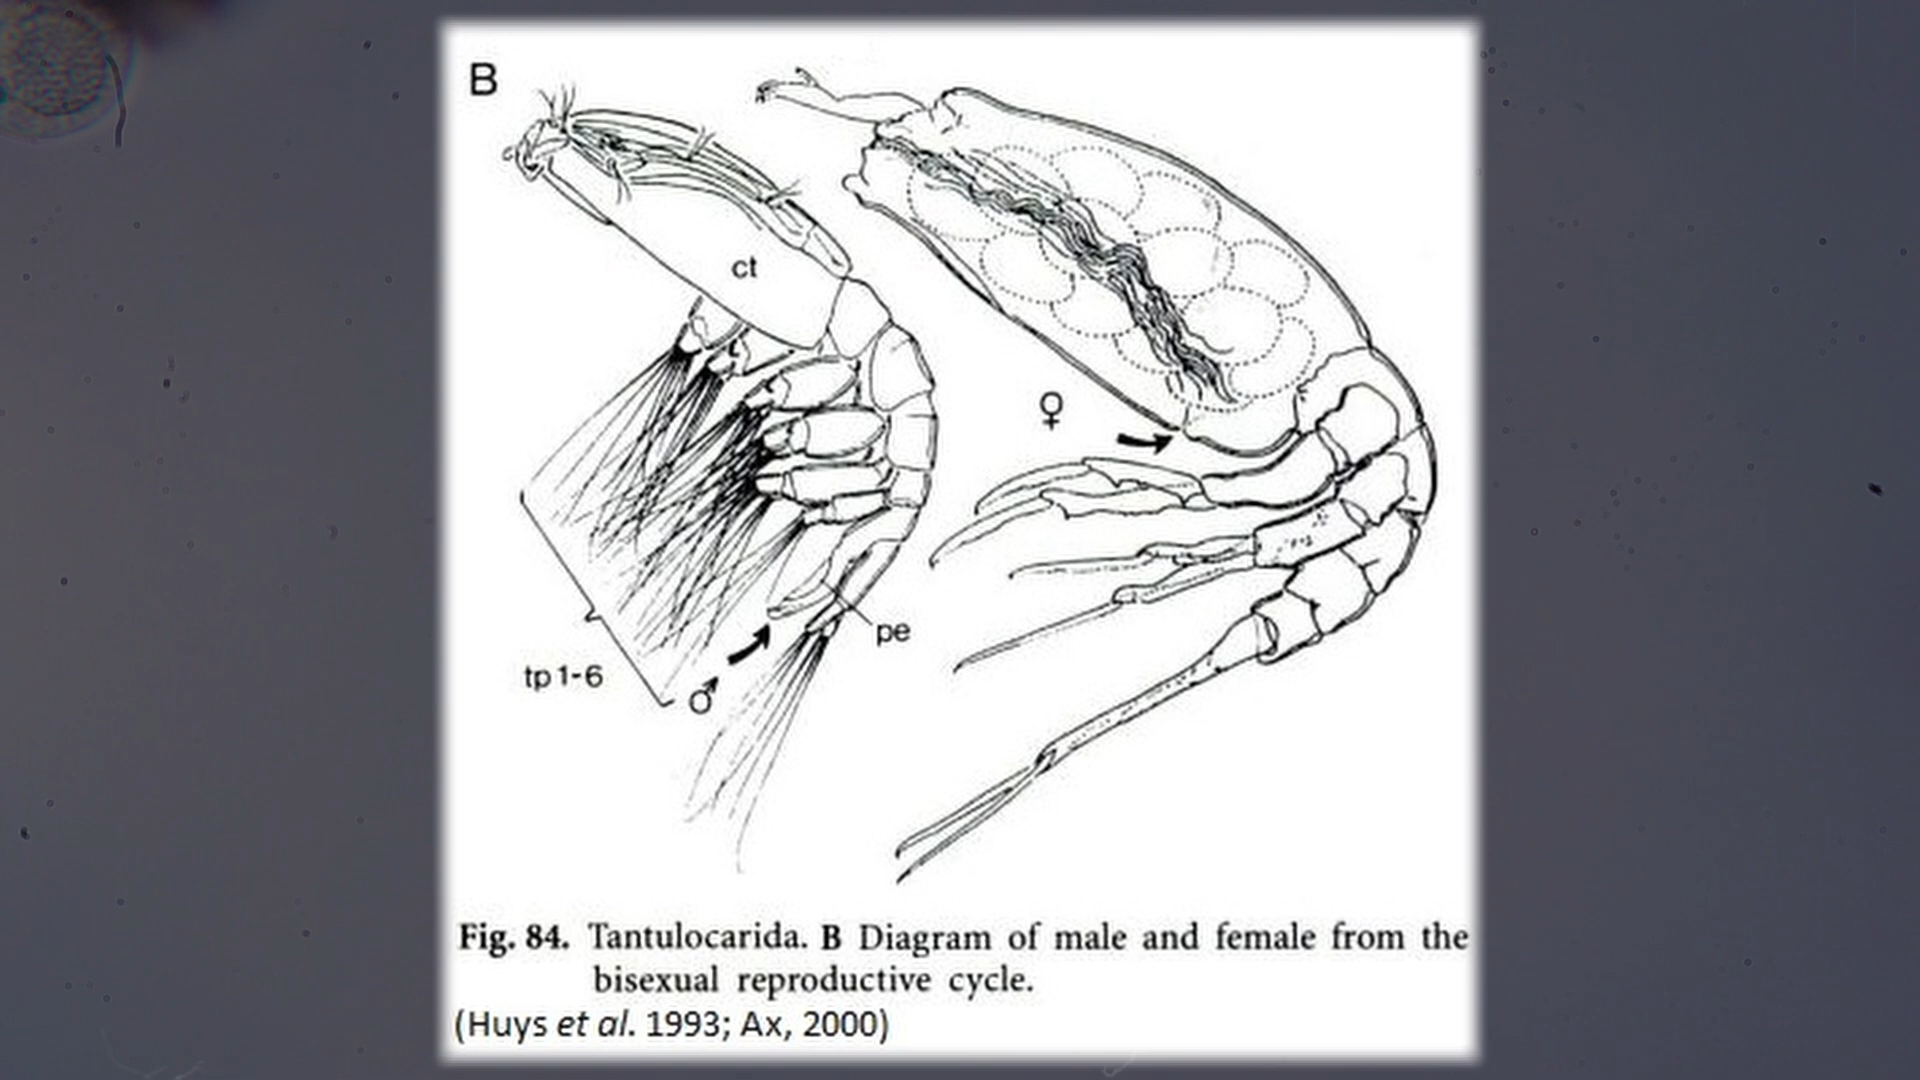 B
ct
♀
pe
tp 1-6
♂
Fig. 84. Tantulocarida. B Diagram of male and female from the
bisexual reproductive cycle.
(Huys et al. 1993; Ax, 2000)